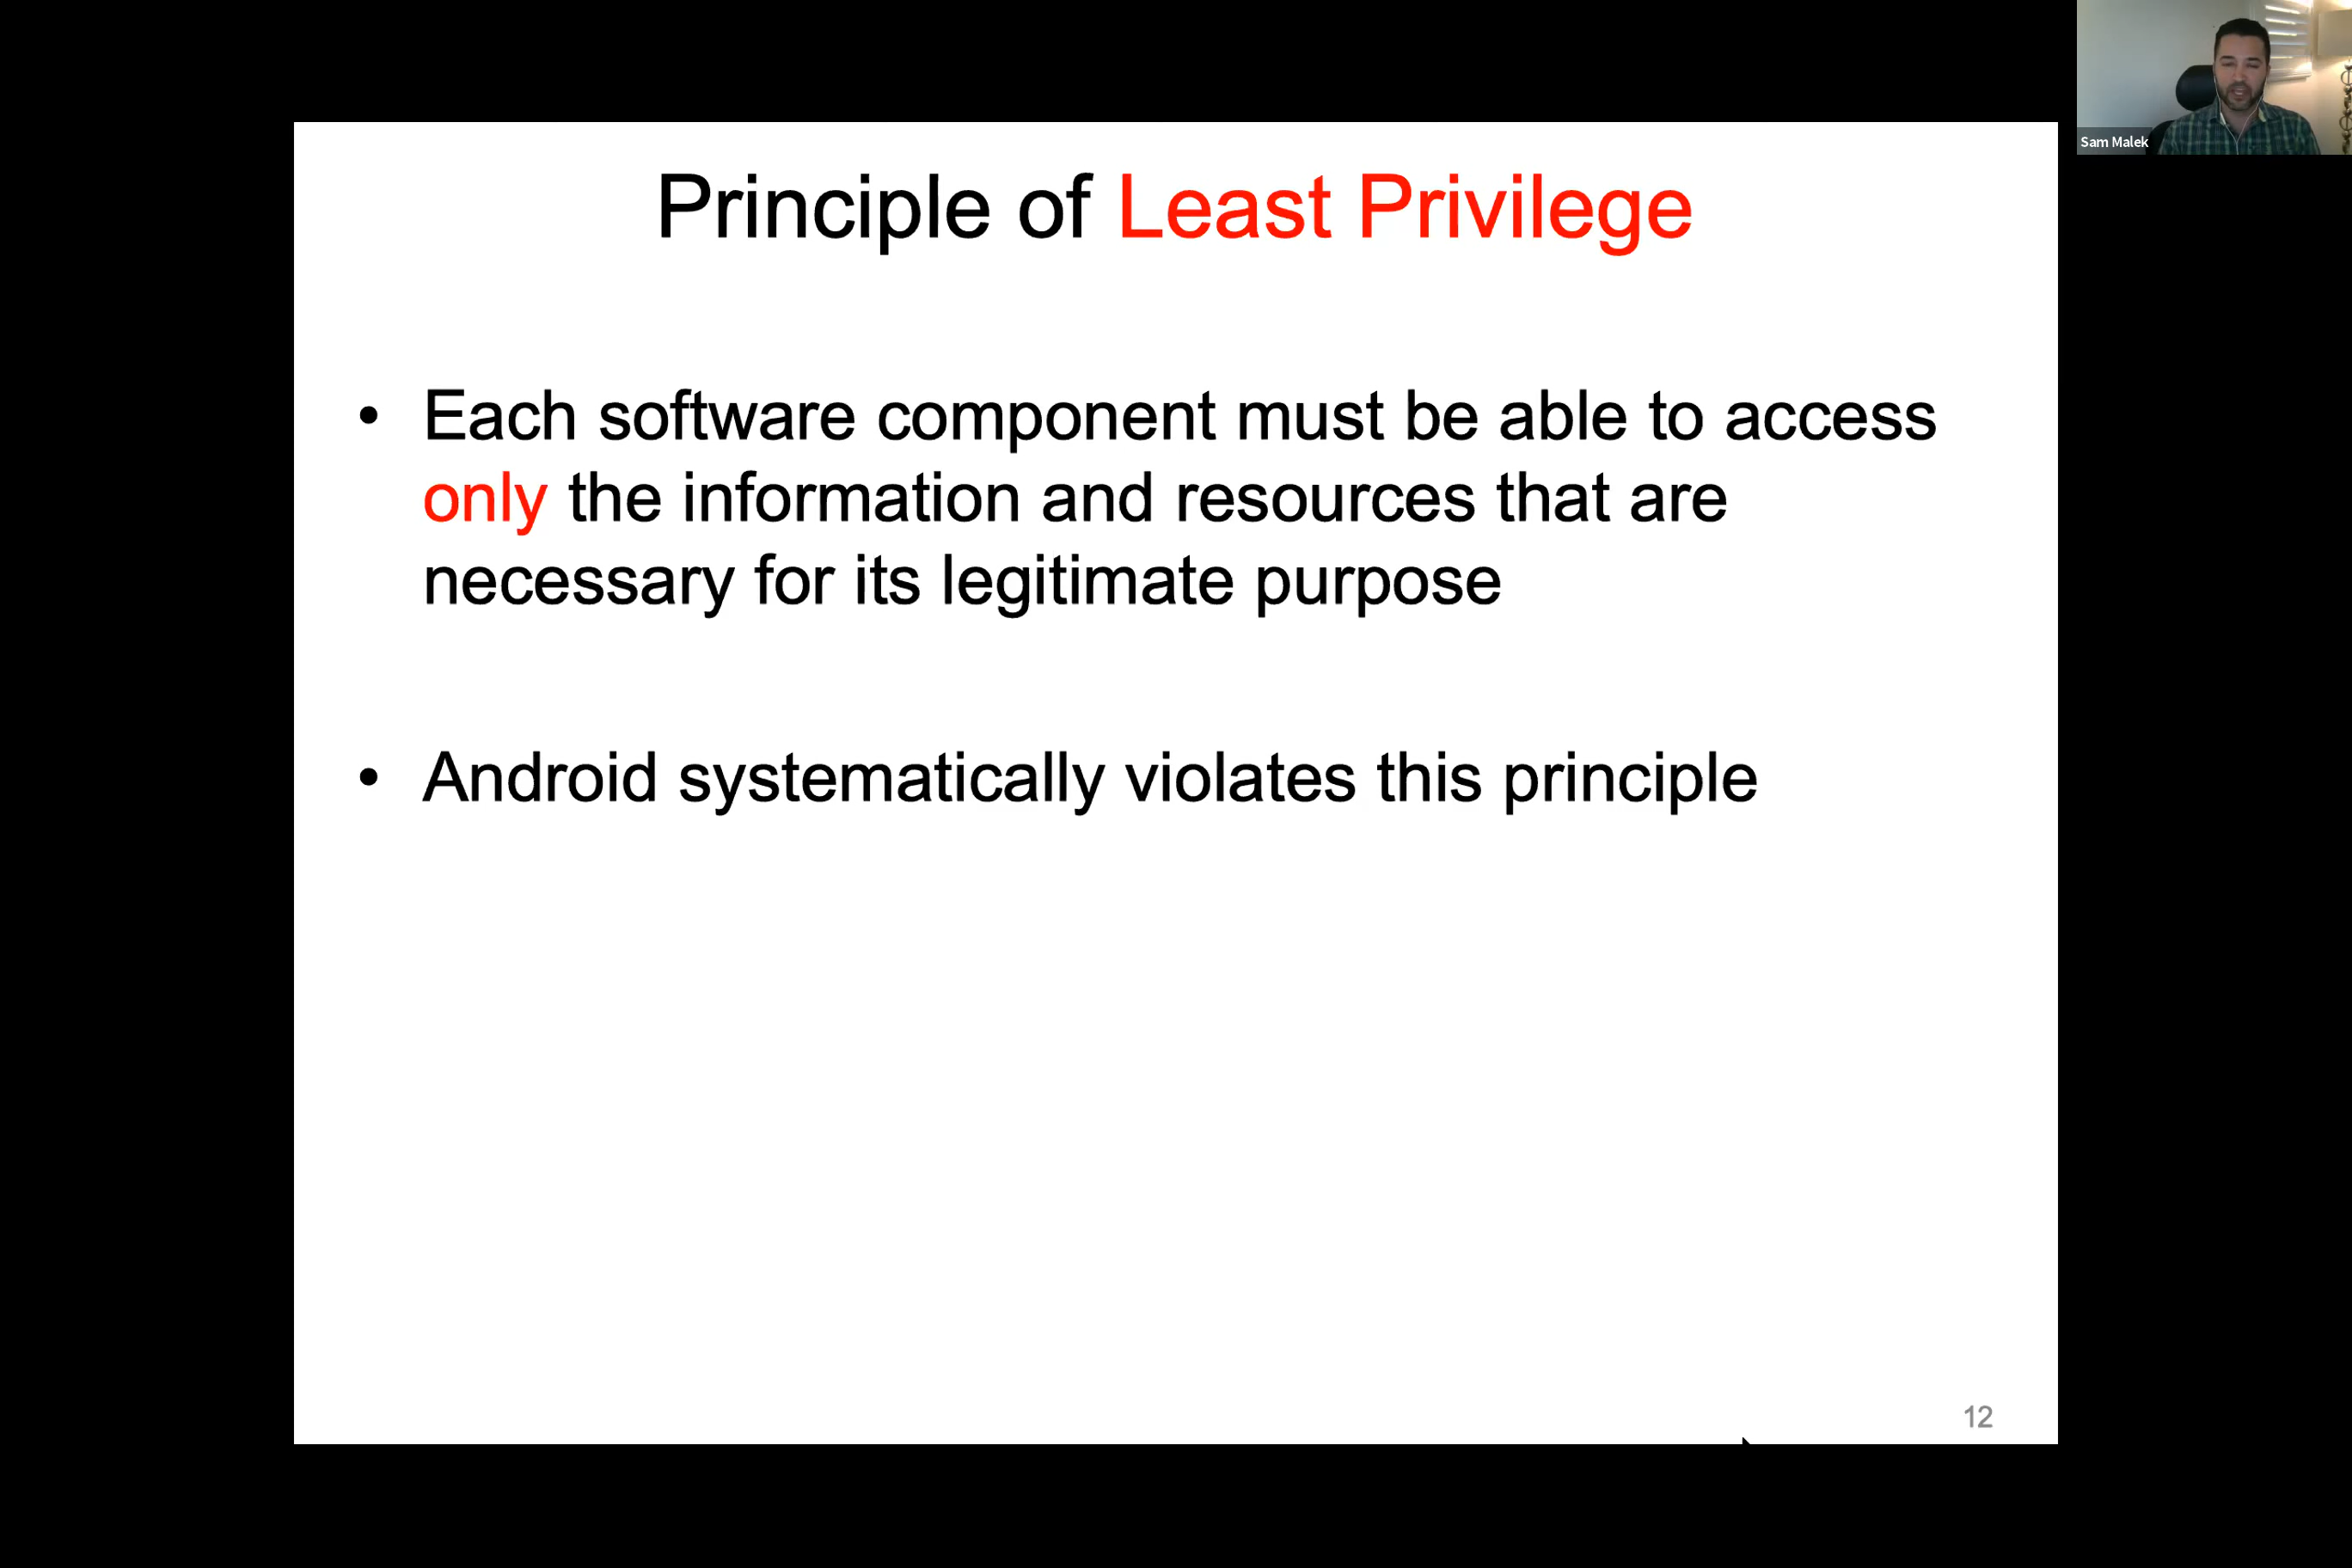 Sam Malek
Principle of Least Privilege
• Each software component must be able to access
only the information and resources that are
necessary for its legitimate purpose
• Android systematically violates this principle
12